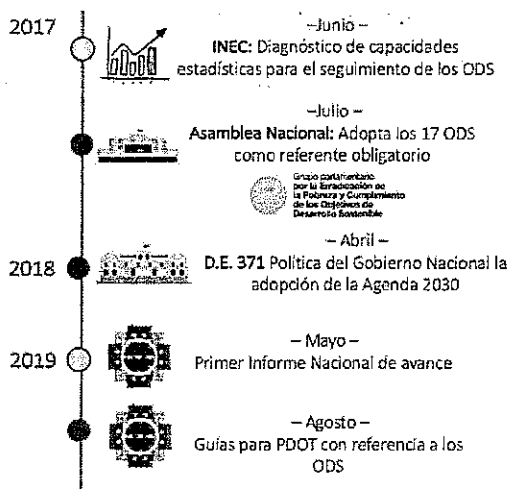 2017
– Junio –
INEC: Diagnóstico de capacidades
estadísticas para el seguimiento de los ODS
– Julio –
Asamblea Nacional: Adopta los 17 ODS
como referente obligatorio
Grupo parlamentario
por la Erradicación de
la Pobreza y Cumplimiento
de los Objetivos de
Desarrollo Sostenible
2018
– Abril –
D.E. 371 Política del Gobierno Nacional la
adopción de la Agenda 2030
2019
– Mayo –
Primer Informe Nacional de avance
– Agosto –
Guías para PDOT con referencia a los
ODS